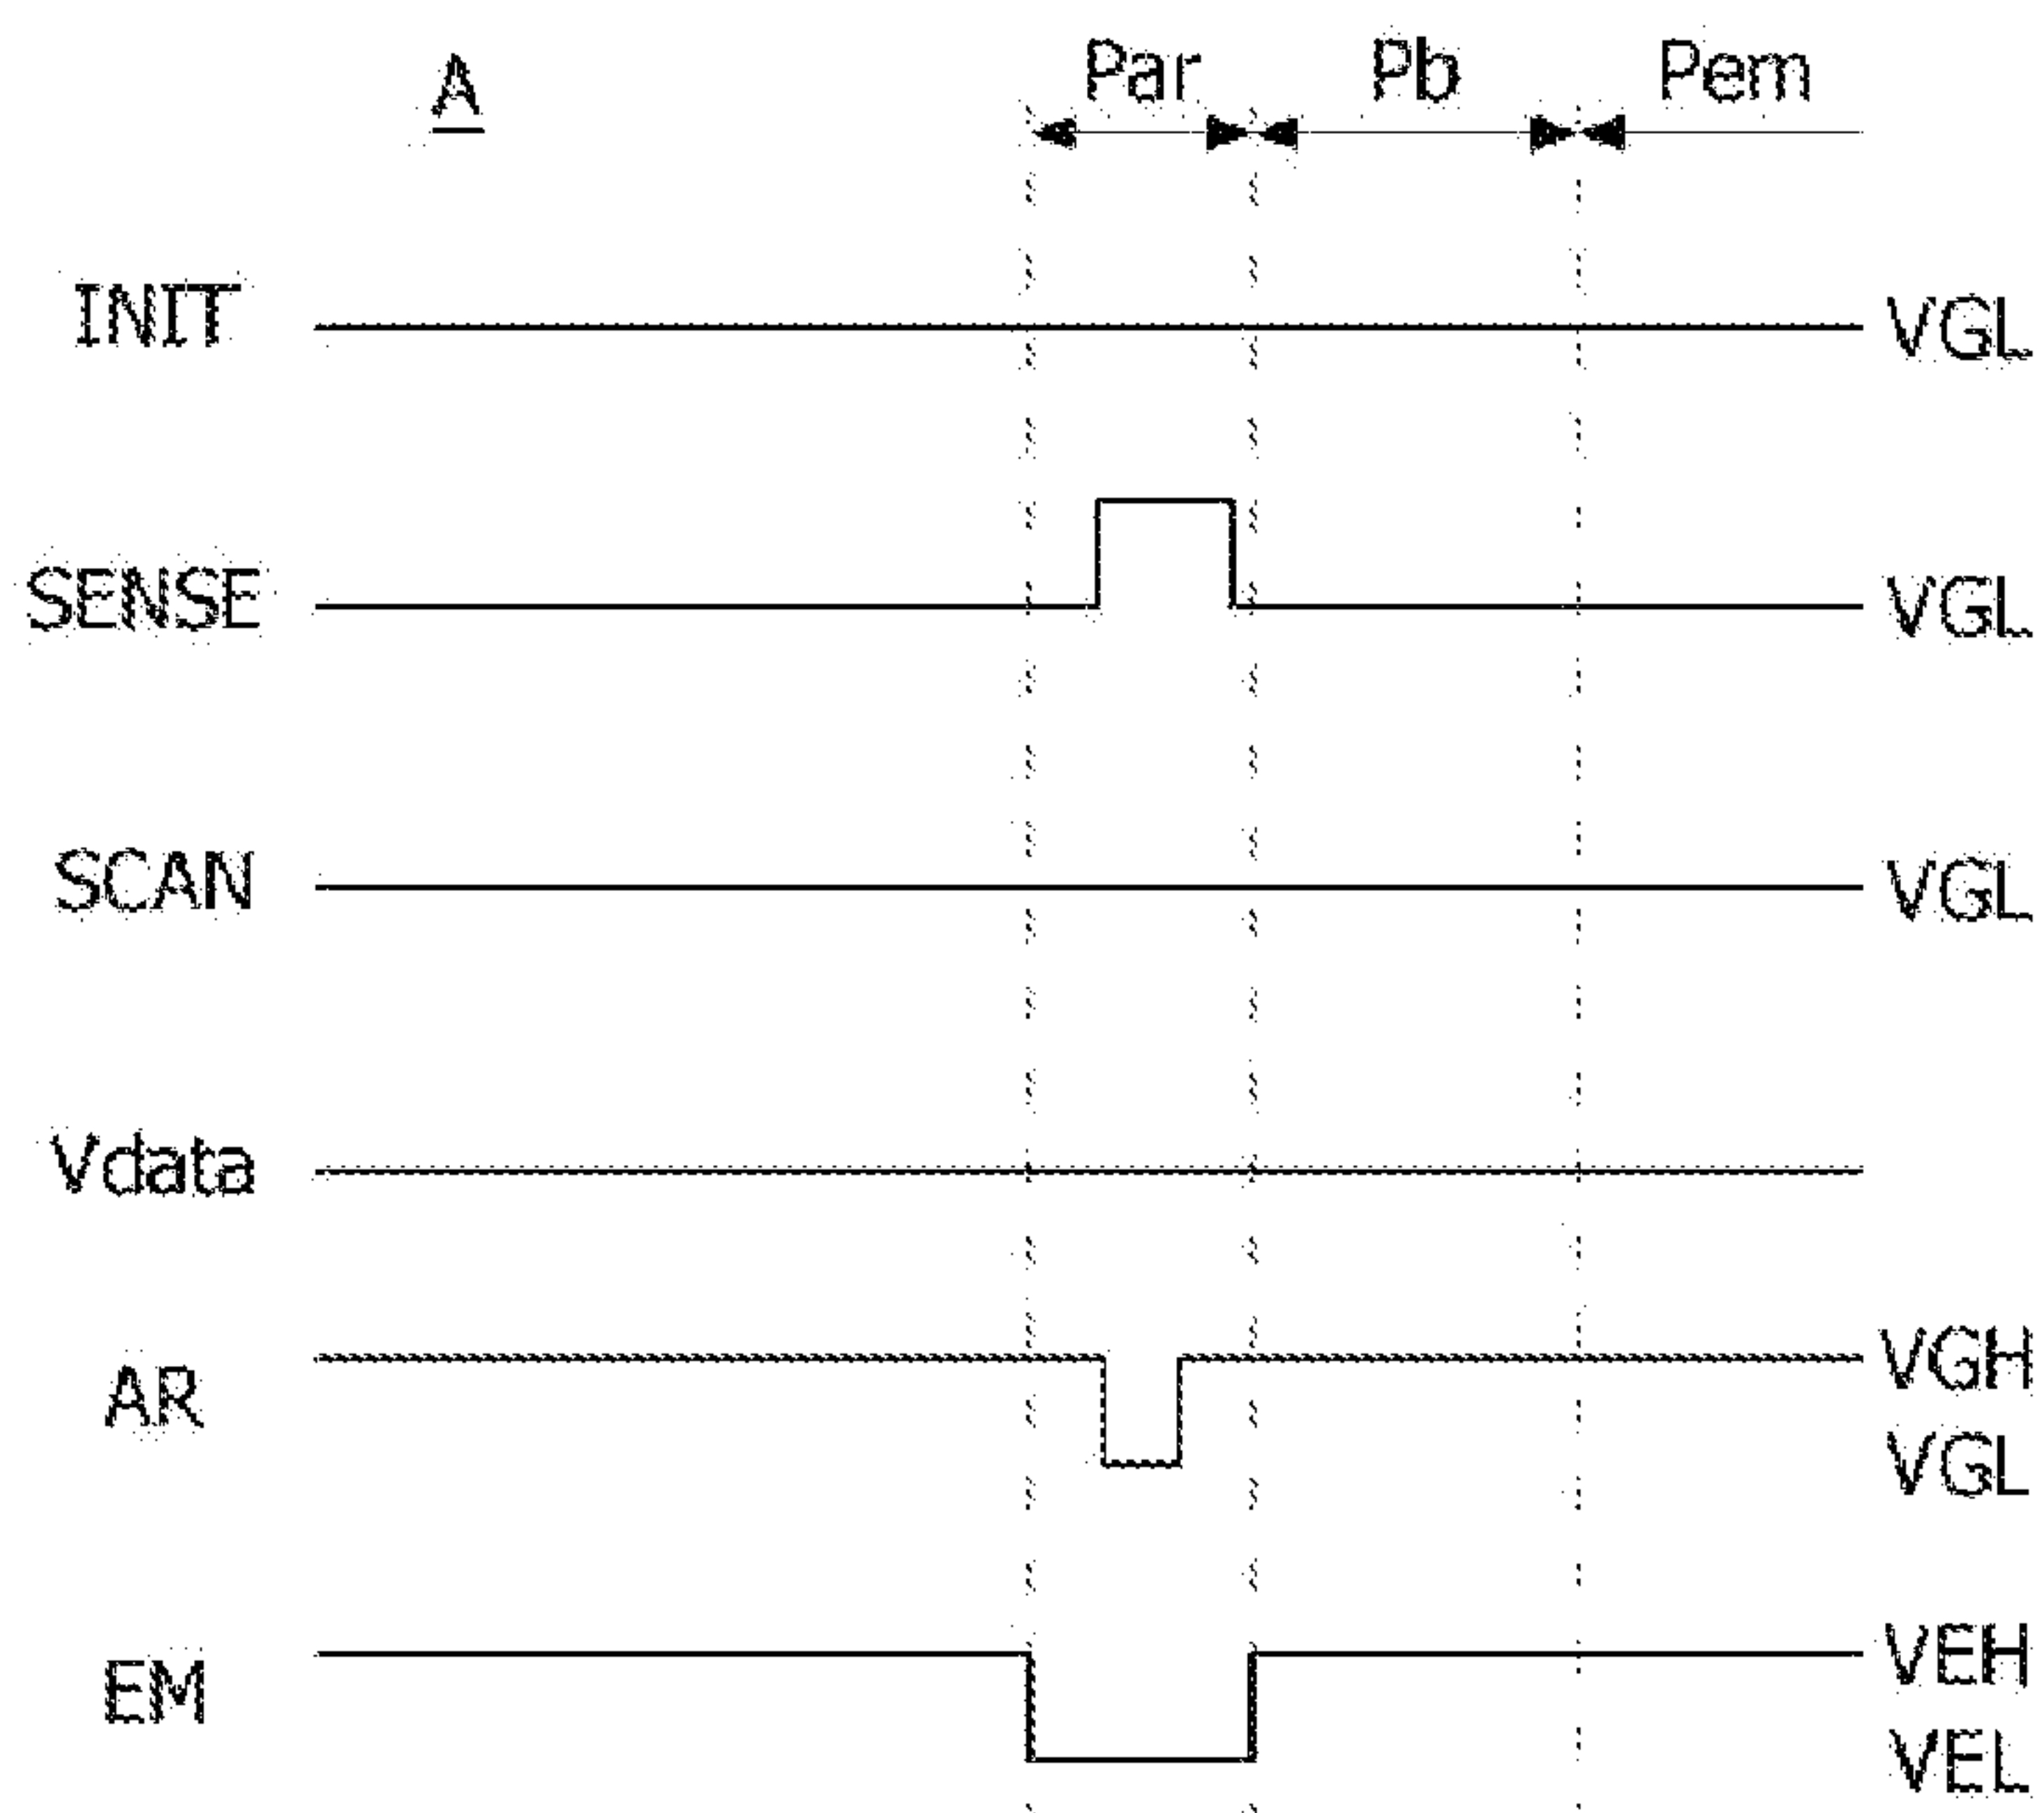 A Par Pb Pem
INIT VGL
SENSE VGL
SCAN VGL
Vdata
AR VGH
VGL
EM VEH
VEL